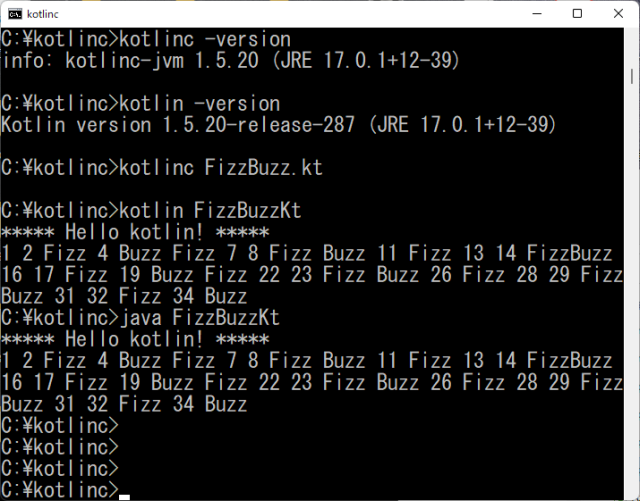 kotlinc
C:¥kotlinc>kotlinc -version
info: kotlinc-jvm 1.5.20 (JRE 17.0.1+12-39)
C:¥kotlinc>kotlin -version
Kotlin version 1.5.20-release-287 (JRE 17.0.1+12-39)
C:¥kotlinc>kotlinc FizzBuzz.kt
C:¥kotlinc>kotlin FizzBuzzKt
***** Hello kotlin! *****
1 2 Fizz 4 Buzz Fizz 7 8 Fizz Buzz 11 Fizz 13 14 FizzBuzz
16 17 Fizz 19 Buzz Fizz 22 23 Fizz Buzz 26 Fizz 28 29 Fizz
Buzz 31 32 Fizz 34 Buzz
C:¥kotlinc>java FizzBuzzKt
***** Hello kotlin! *****
1 2 Fizz 4 Buzz Fizz 7 8 Fizz Buzz 11 Fizz 13 14 FizzBuzz
16 17 Fizz 19 Buzz Fizz 22 23 Fizz Buzz 26 Fizz 28 29 Fizz
Buzz 31 32 Fizz 34 Buzz
C:¥kotlinc>
C:¥kotlinc>
C:¥kotlinc>
C:¥kotlinc>